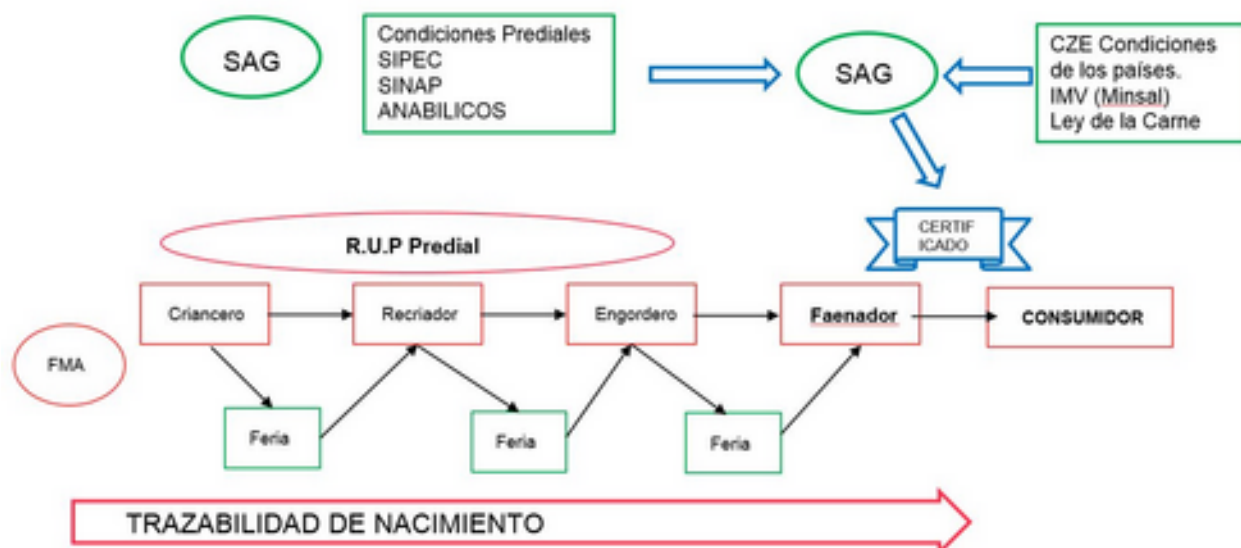 SAG
Condiciones Prediales
SIPEC
SINAP
ANABILICOS
SAG
CZE Condiciones
de los países.
IMV (Minsal)
Ley de la Carne
CERTIF
ICADO
R.U.P Predial
Criancero
Recriador
Engordero
Faenador
CONSUMIDOR
FMA
Feria
Feria
Feria
TRAZABILIDAD DE NACIMIENTO